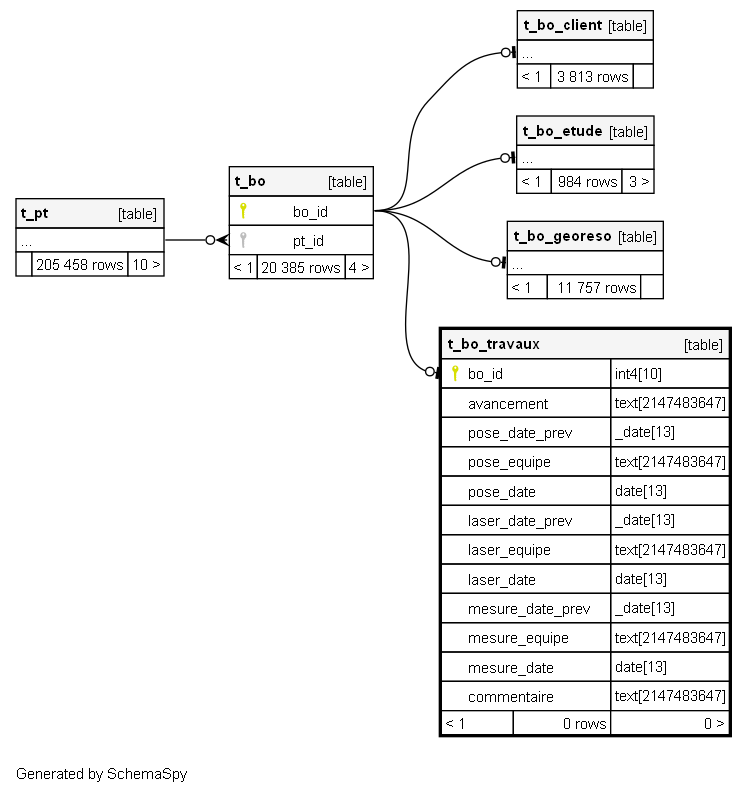 t_bo_client [table]
...
< 1 3 813 rows
t_bo_etude [table]
...
< 1 984 rows 3 >
t_bo [table]
bo_id
pt_id
< 1 20 385 rows 4 >
t_pt [table]
...
205 458 rows 10 >
t_bo_georeso [table]
...
< 1 11 757 rows
t_bo_travaux [table]
bo_id int4[10]
avancement text[2147483647]
pose_date_prev _date[13]
pose_equipe text[2147483647]
pose_date date[13]
laser_date_prev _date[13]
laser_equipe text[2147483647]
laser_date date[13]
mesure_date_prev _date[13]
mesure_equipe text[2147483647]
mesure_date date[13]
commentaire text[2147483647]
< 1 0 rows 0 >
Generated by SchemaSpy